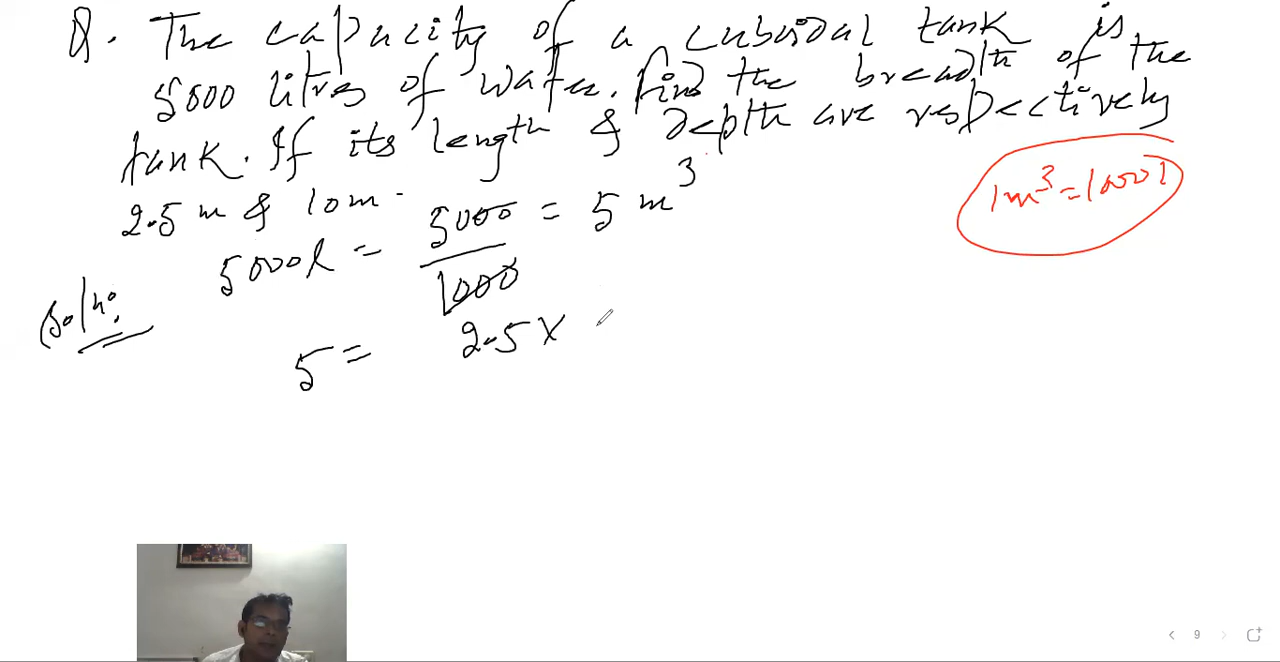 Q. The capacity of a cuboidal tank is
5000 litres of water. Find the breadth of the
tank. If its length & depth are respectively
2.5 m & 10 m.
1m³ = 1000 l
Soln.
5000 l = 5000/1000 = 5 m³
5 = 2.5 X
9